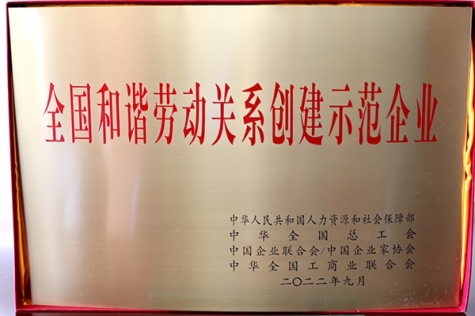 全国和谐劳动关系创建示范企业
中华人民共和国人力资源和社会保障部
中华全国总工会
中国企业联合会/中国企业家协会
中华全国工商业联合会
二〇二二年九月